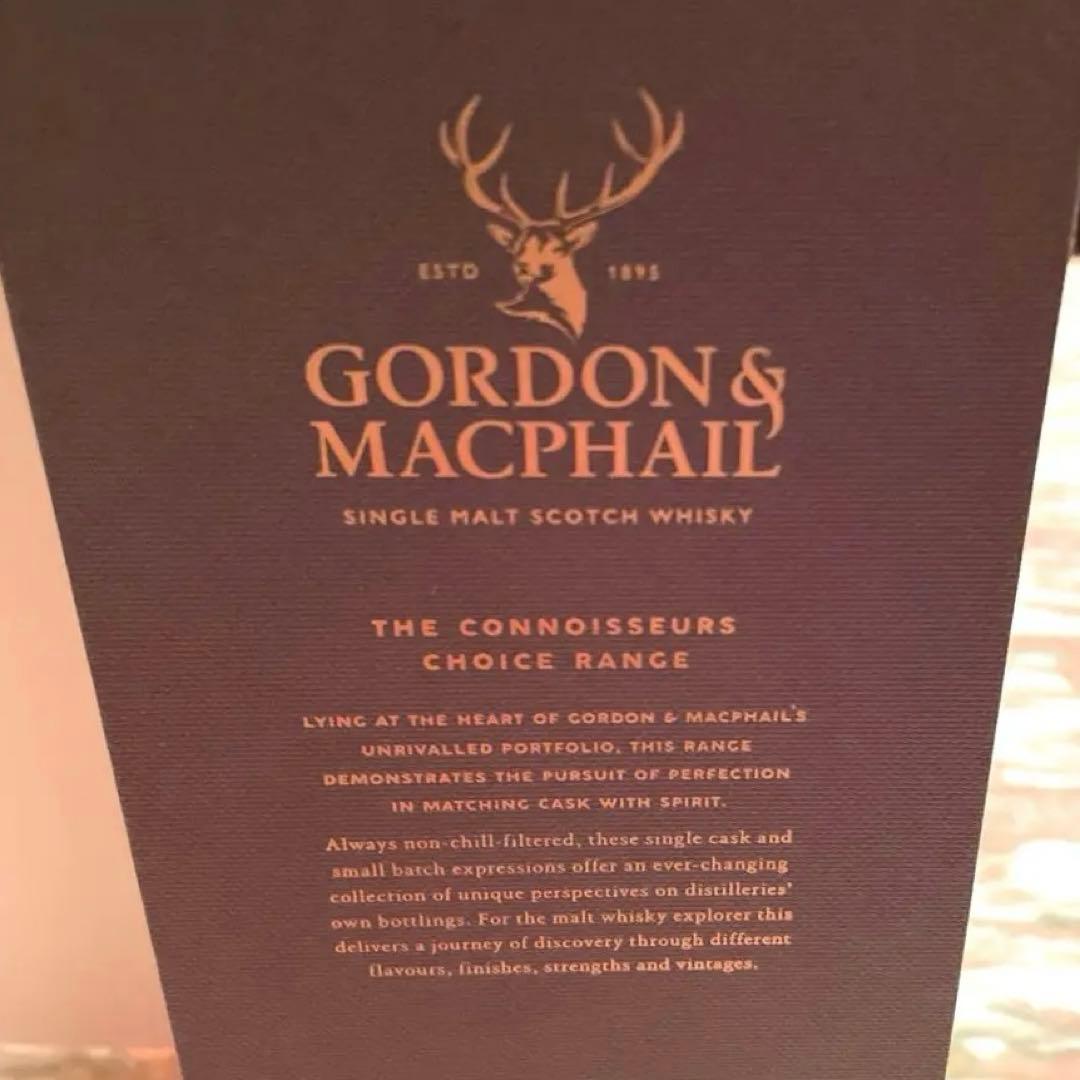 ESTD 1895
GORDON &
MACPHAIL
SINGLE MALT SCOTCH WHISKY
THE CONNOISSEURS
CHOICE RANGE
LYING AT THE HEART OF GORDON & MACPHAIL'S
UNRIVALLED PORTFOLIO, THIS RANGE
DEMONSTRATES THE PURSUIT OF PERFECTION
IN MATCHING CASK WITH SPIRIT.
Always non-chill-filtered, these single cask and
small batch expressions offer an ever-changing
collection of unique perspectives on distilleries'
own bottlings. For the malt whisky explorer this
delivers a journey of discovery through different
flavours, finishes, strengths and vintages.